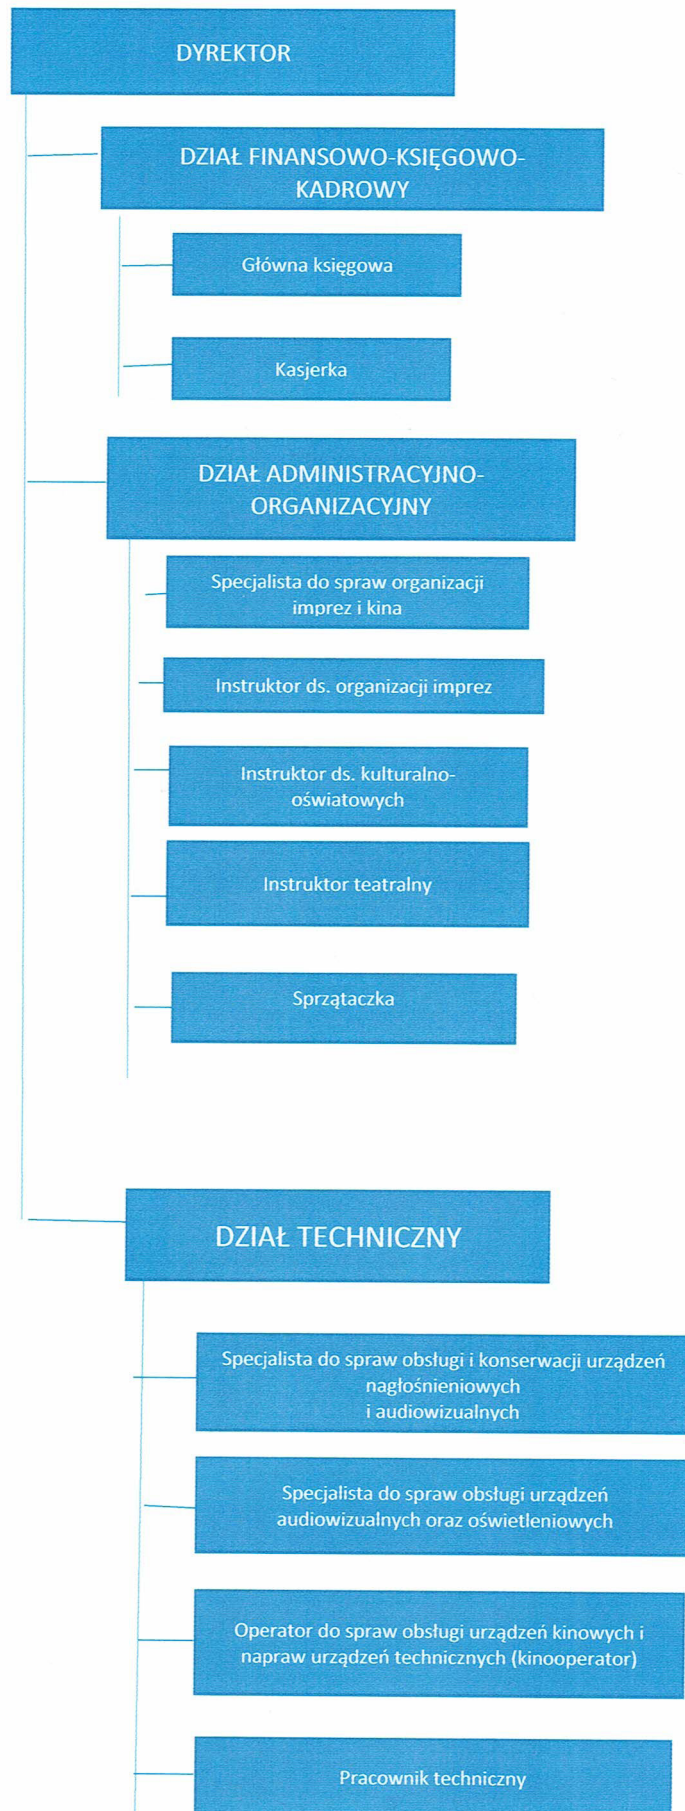 DYREKTOR
DZIAŁ FINANSOWO-KSIĘGOWO-
KADROWY
Główna księgowa
Kasjerka
DZIAŁ ADMINISTRACYJNO-
ORGANIZACYJNY
Specjalista do spraw organizacji
imprez i kina
Instruktor ds. organizacji imprez
Instruktor ds. kulturalno-
oświatowych
Instruktor teatralny
Sprzątaczka
DZIAŁ TECHNICZNY
Specjalista do spraw obsługi i konserwacji urządzeń
nagłośnieniowych
i audiowizualnych
Specjalista do spraw obsługi urządzeń
audiowizualnych oraz oświetleniowych
Operator do spraw obsługi urządzeń kinowych i
napraw urządzeń technicznych (kinooperator)
Pracownik techniczny